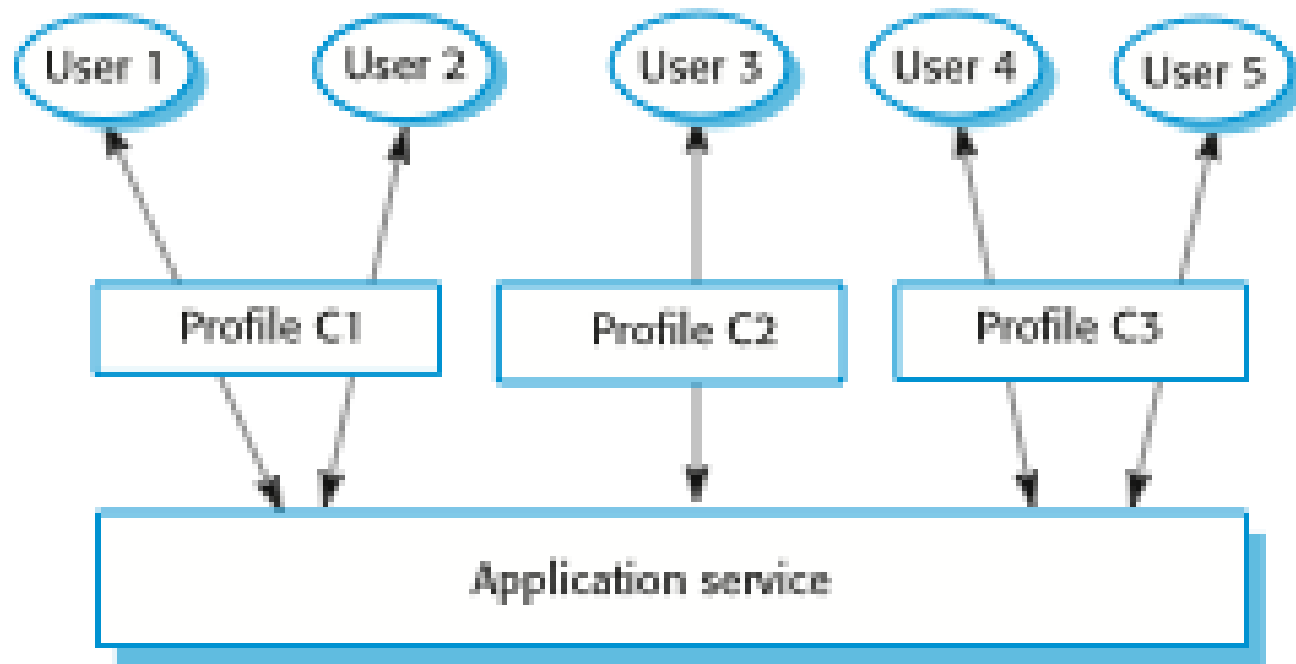 User 1
User 2
User 3
User 4
User 5
Profile C1
Profile C2
Profile C3
Application service